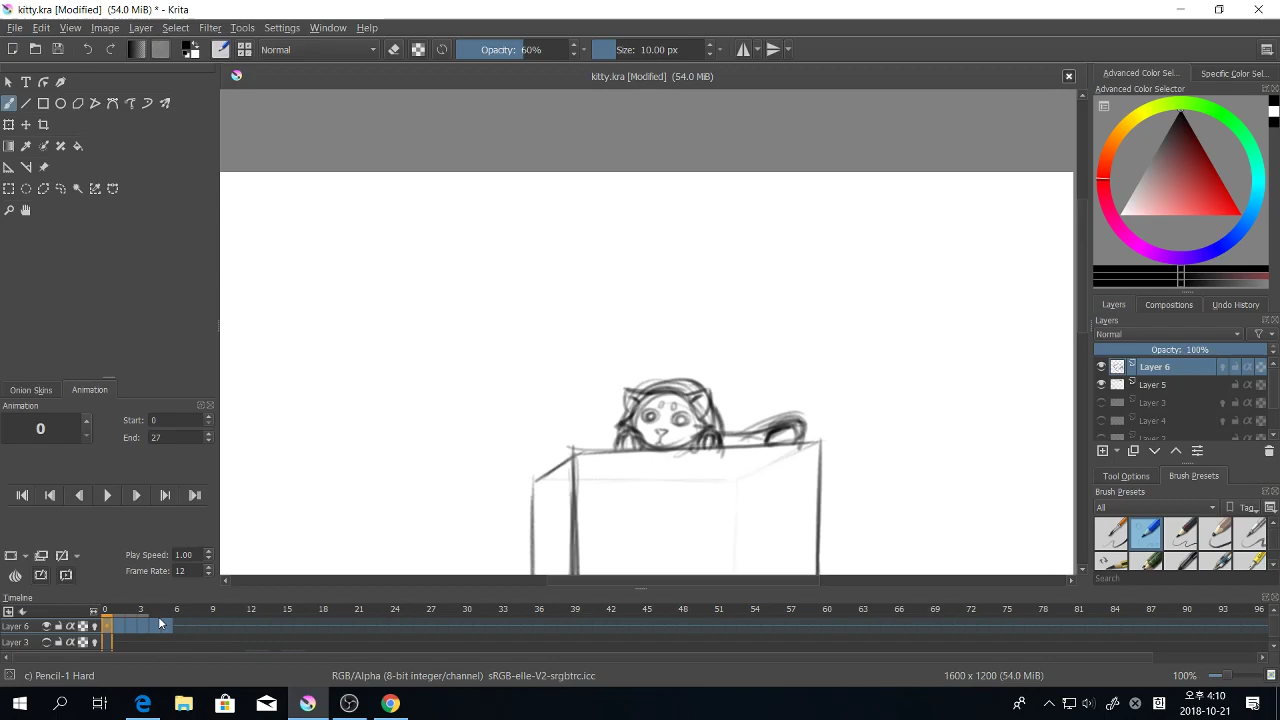 kitty.kra [Modified] (54.0 MiB) * - Krita
File Edit View Image Layer Select Filter Tools Settings Window Help
Normal Opacity: 60% Size: 10.00 px
kitty.kra [Modified] (54.0 MiB)
Advanced Color Sel... Specific Color Sel...
Advanced Color Selector
Layers Compositions Undo History
Layers
Normal
Opacity: 100%
Layer 6
Layer 5
Layer 3
Layer 4
Onion Skins Animation
Animation
0
Start: 0
End: 27
Play Speed: 1.00
Frame Rate: 12
Tool Options Brush Presets
Brush Presets
All Tag
Search
Timeline
0 3 6 9 12 15 18 21 24 27 30 33 36 39 42 45 48 51 54 57 60 63 66 69 72 75 78 81 84 87 90 93 96
Layer 6
Layer 3
c) Pencil-1 Hard RGB/Alpha (8-bit integer/channel) sRGB-elle-V2-srgbtrc.icc 1600 x 1200 (54.0 MiB) 100%
오후 4:10
2018-10-21